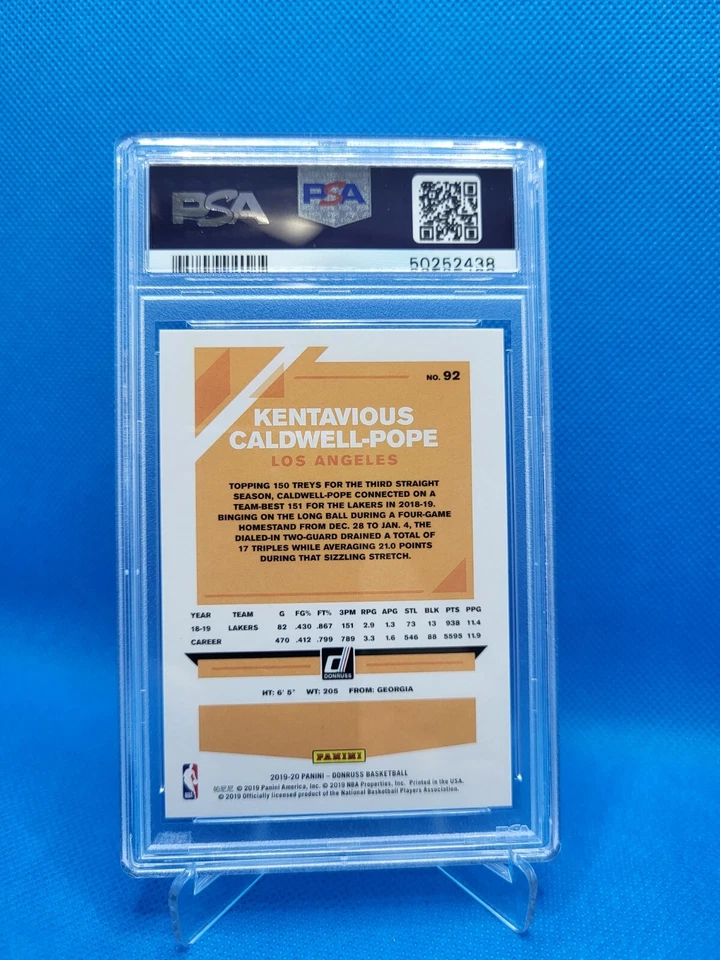 PSA PSA
50252438
NO. 92
KENTAVIOUS
CALDWELL-POPE
LOS ANGELES
TOPPING 150 TREYS FOR THE THIRD STRAIGHT
SEASON, CALDWELL-POPE CONNECTED ON A
TEAM-BEST 151 FOR THE LAKERS IN 2018-19.
BINGING ON THE LONG BALL DURING A FOUR-GAME
HOMESTAND FROM DEC. 28 TO JAN. 4, THE
DIALED-IN TWO-GUARD DRAINED A TOTAL OF
17 TRIPLES WHILE AVERAGING 21.0 POINTS
DURING THAT SIZZLING STRETCH.
YEAR TEAM G FG% FT% 3PM RPG APG STL BLK PTS PPG
18-19 LAKERS 82 .430 .867 151 2.9 1.3 73 13 938 11.4
CAREER 470 .412 .799 789 3.3 1.6 546 88 5595 11.9
d
DONRUSS
HT: 6' 5" WT: 205 FROM: GEORGIA
PANINI
2019-20 PANINI – DONRUSS BASKETBALL
帕尼尼 © 2019 Panini America, Inc. © 2019 NBA Properties, Inc. Printed in the USA.
© 2019 Officially licensed product of the National Basketball Players Association.
NBA
PSA